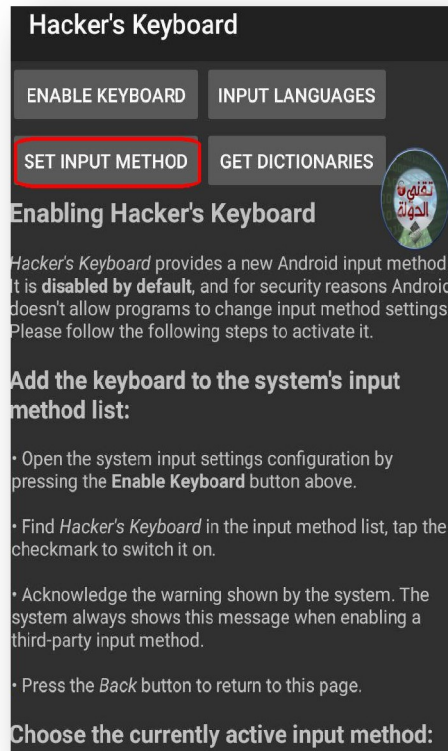 Hacker's Keyboard
ENABLE KEYBOARD
INPUT LANGUAGES
SET INPUT METHOD
GET DICTIONARIES
تقني
الدولة
Enabling Hacker's Keyboard
Hacker's Keyboard provides a new Android input method.
It is disabled by default, and for security reasons Android
doesn't allow programs to change input method settings.
Please follow the following steps to activate it.
Add the keyboard to the system's input
method list:
• Open the system input settings configuration by
pressing the Enable Keyboard button above.
• Find Hacker's Keyboard in the input method list, tap the
checkmark to switch it on.
• Acknowledge the warning shown by the system. The
system always shows this message when enabling a
third-party input method.
• Press the Back button to return to this page.
Choose the currently active input method: